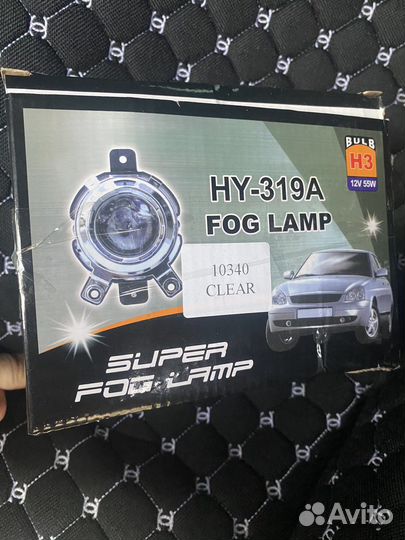 BULB
H3
12V 55W
HY-319A
FOG LAMP
10340
CLEAR
SUPER
FOG LAMP
Avito